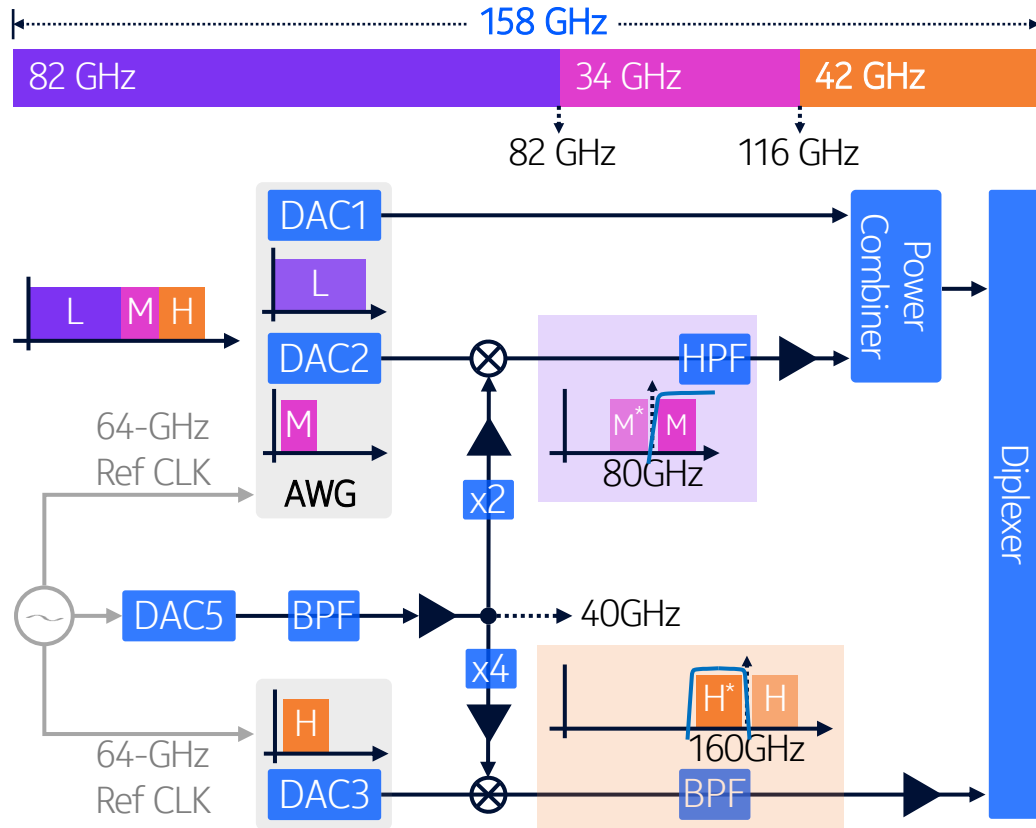 158 GHz
82 GHz
34 GHz
42 GHz
82 GHz
116 GHz
DAC1
Power
Combiner
L
L
M
H
DAC2
HPF
M
M*
M
80GHz
64-GHz
Ref CLK
AWG
x2
Diplexer
DAC5
BPF
40GHz
x4
H
H*
H
160GHz
64-GHz
Ref CLK
DAC3
BPF